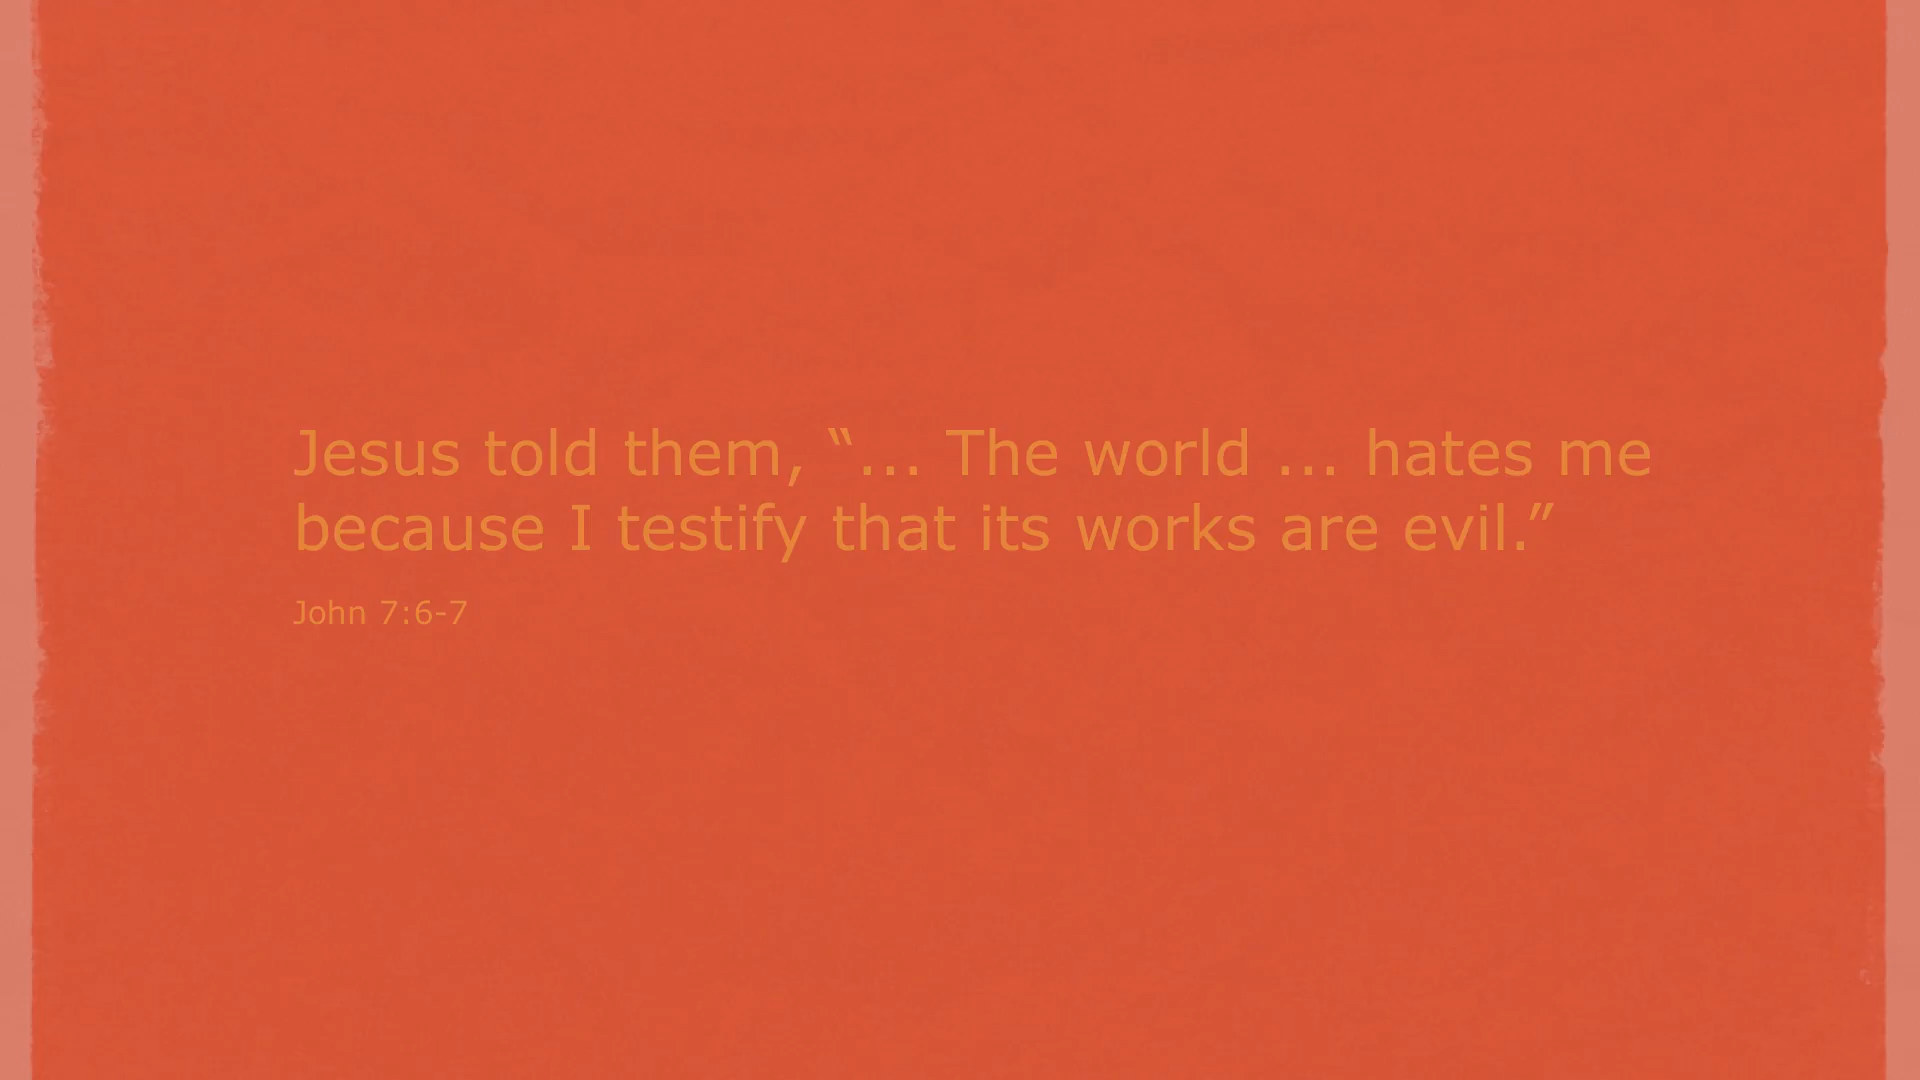 Jesus told them, “... The world ... hates me
because I testify that its works are evil.”
John 7:6-7